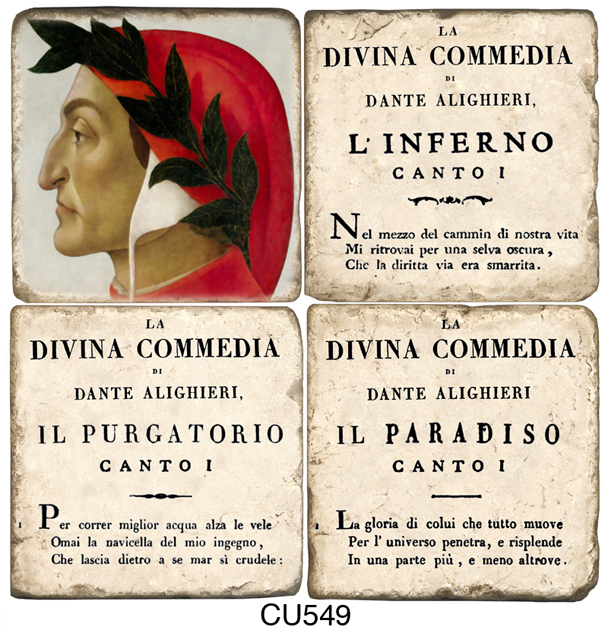 LA
DIVINA COMMEDIA
DI
DANTE ALIGHIERI,
L'INFERNO
CANTO I
Nel mezzo del cammin di nostra vita
Mi ritrovai per una selva oscura,
Che la diritta via era smarrita.
LA
DIVINA COMMEDIA
DI
DANTE ALIGHIERI,
IL PURGATORIO
CANTO I
1 Per correr miglior acqua alza le vele
Omai la navicella del mio ingegno,
Che lascia dietro a se mar sì crudele:
LA
DIVINA COMMEDIA
DI
DANTE ALIGHIERI
IL PARADISO
CANTO I
1 La gloria di colui che tutto muove
Per l' universo penetra, e risplende
In una parte più, e meno altrove.
CU549